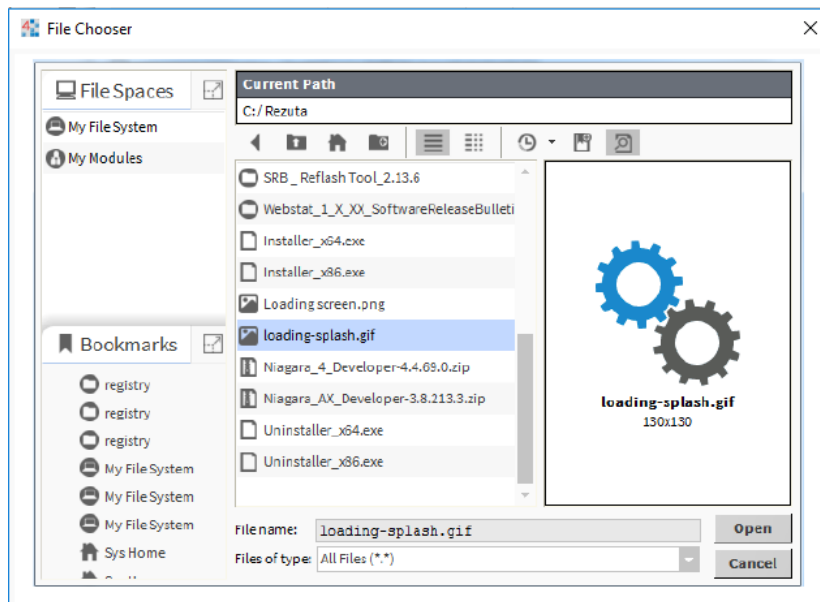 File Chooser
File Spaces
My File System
My Modules
Bookmarks
registry
registry
registry
My File System
My File System
My File System
Sys Home
Current Path
C:/Rezuta
SRB_Reflash Tool_2.13.6
Webstat_1_X_XX_SoftwareReleaseBulleti
Installer_x64.exe
Installer_x86.exe
Loading screen.png
loading-splash.gif
Niagara_4_Developer-4.4.69.0.zip
Niagara_AX_Developer-3.8.213.3.zip
Uninstaller_x64.exe
Uninstaller_x86.exe
loading-splash.gif
130x130
File name: loading-splash.gif
Open
Files of type: All Files (*.*)
Cancel